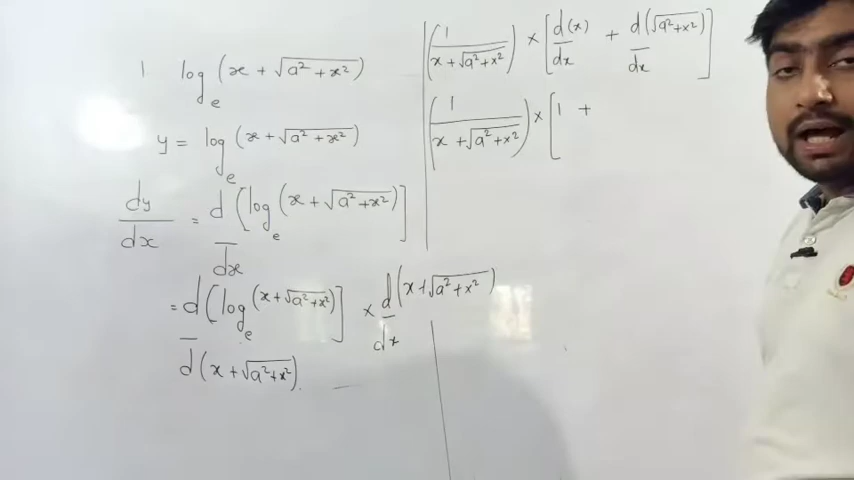 1 log_e (x + √(a² + x²))
y = log_e (x + √(a² + x²))
dy/dx = d/dx [log_e (x + √(a² + x²))]
= d[log_e (x + √(a² + x²))]/d(x + √(a² + x²)) × d/dx (x + √(a² + x²))
(1/(x + √(a² + x²))) × [d(x)/dx + d(√(a² + x²))/dx]
(1/(x + √(a² + x²))) × [1 +